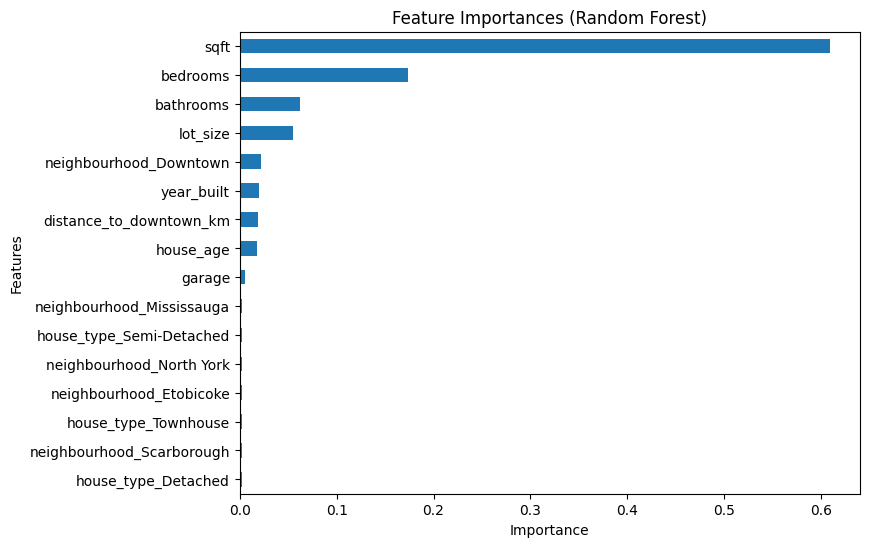 Feature Importances (Random Forest)
sqft
bedrooms
bathrooms
lot_size
neighbourhood_Downtown
year_built
distance_to_downtown_km
house_age
garage
neighbourhood_Mississauga
house_type_Semi-Detached
neighbourhood_North York
neighbourhood_Etobicoke
house_type_Townhouse
neighbourhood_Scarborough
house_type_Detached
Features
0.0 0.1 0.2 0.3 0.4 0.5 0.6
Importance